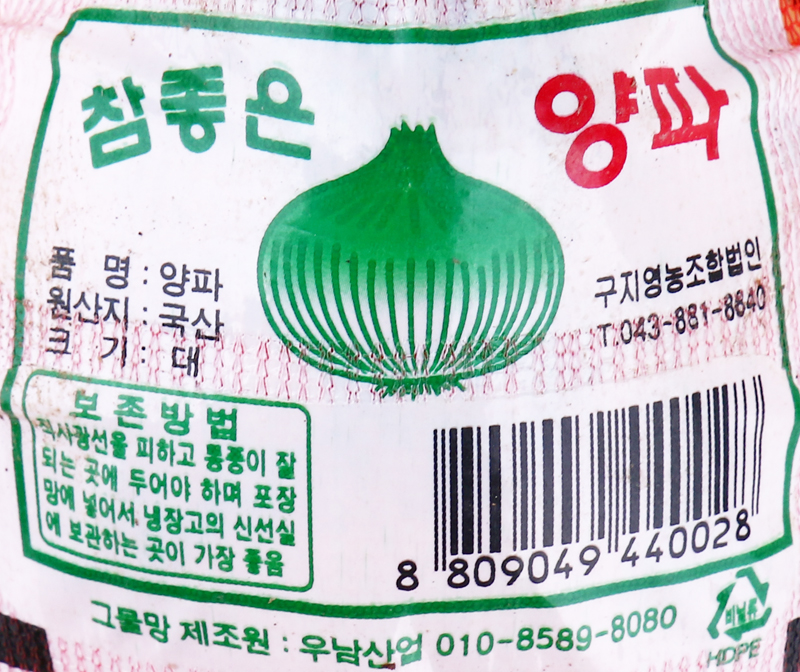 참좋은 양파
품 명 : 양파
원산지 : 국산
크 기 : 대
구지영농조합법인
T.043-881-8640
보존방법
직사광선을 피하고 통풍이 잘
되는 곳에 두어야 하며 포장
망에 넣어서 냉장고의 신선실
에 보관하는 곳이 가장 좋음
8 809049 440028
그물망 제조원 : 우남산업 010-8589-8080
비닐류
HDPE